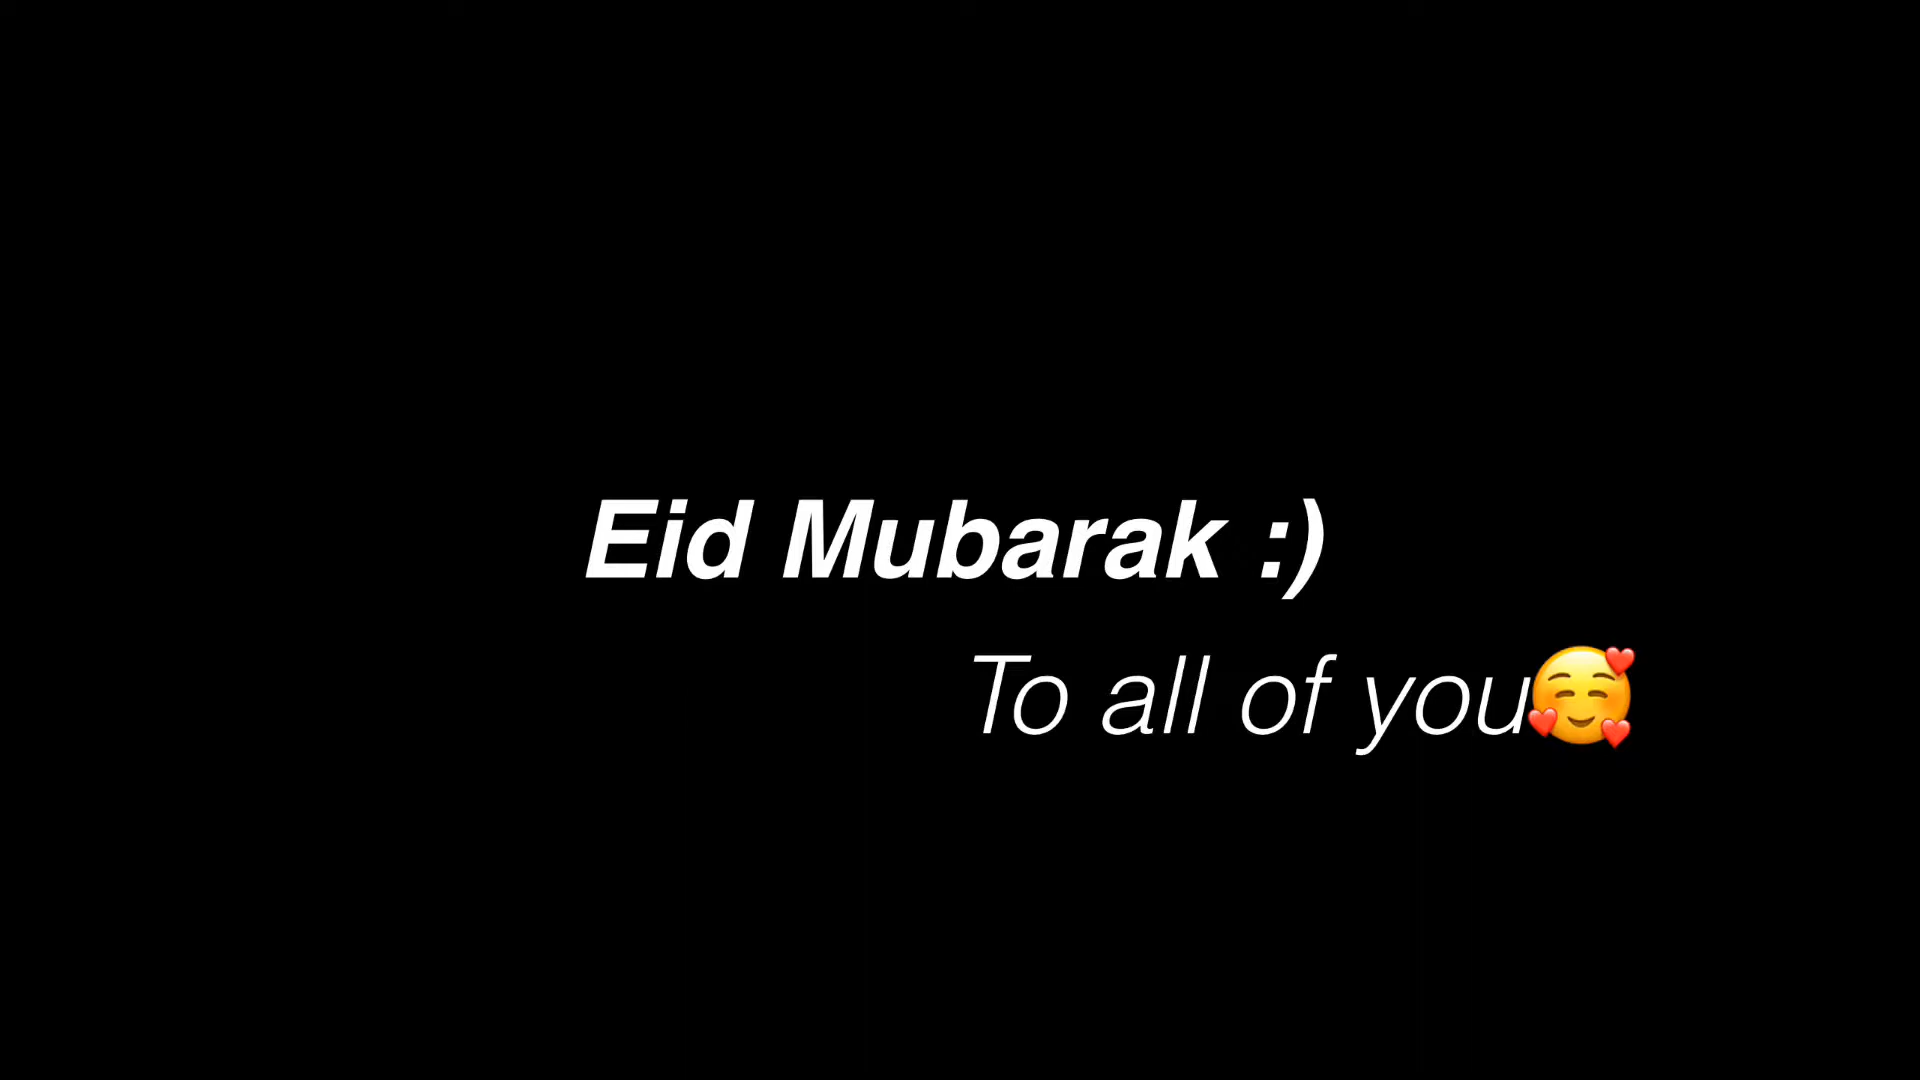 Eid Mubarak :)
To all of you🥰